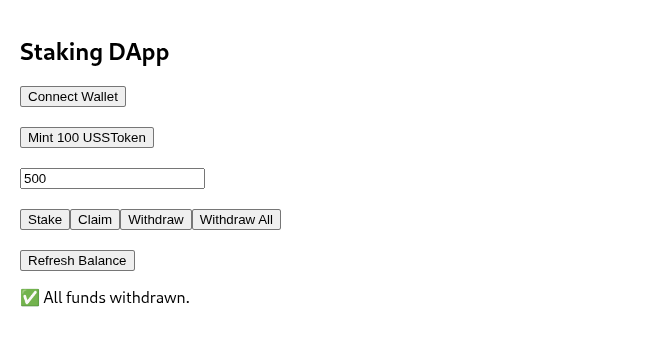 Staking DApp
Connect Wallet
Mint 100 USSToken
500
Stake Claim Withdraw Withdraw All
Refresh Balance
✅ All funds withdrawn.